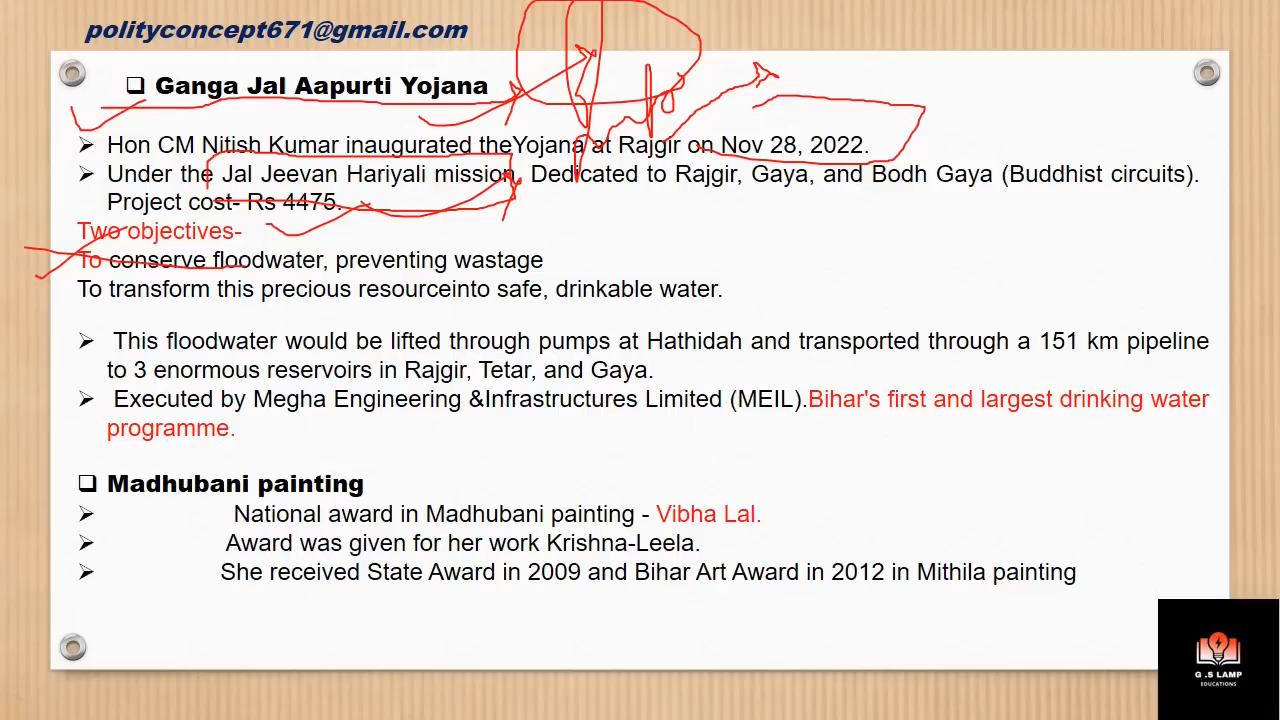 polityconcept671@gmail.com
❑ Ganga Jal Aapurti Yojana
➢ Hon CM Nitish Kumar inaugurated theYojana at Rajgir on Nov 28, 2022.
➢ Under the Jal Jeevan Hariyali mission, Dedicated to Rajgir, Gaya, and Bodh Gaya (Buddhist circuits).
Project cost- Rs 4475.
Two objectives-
To conserve floodwater, preventing wastage
To transform this precious resourceinto safe, drinkable water.
➢ This floodwater would be lifted through pumps at Hathidah and transported through a 151 km pipeline
to 3 enormous reservoirs in Rajgir, Tetar, and Gaya.
➢ Executed by Megha Engineering &Infrastructures Limited (MEIL).Bihar's first and largest drinking water
programme.
❑ Madhubani painting
➢ National award in Madhubani painting - Vibha Lal.
➢ Award was given for her work Krishna-Leela.
➢ She received State Award in 2009 and Bihar Art Award in 2012 in Mithila painting
G .S LAMP
EDUCATIONS